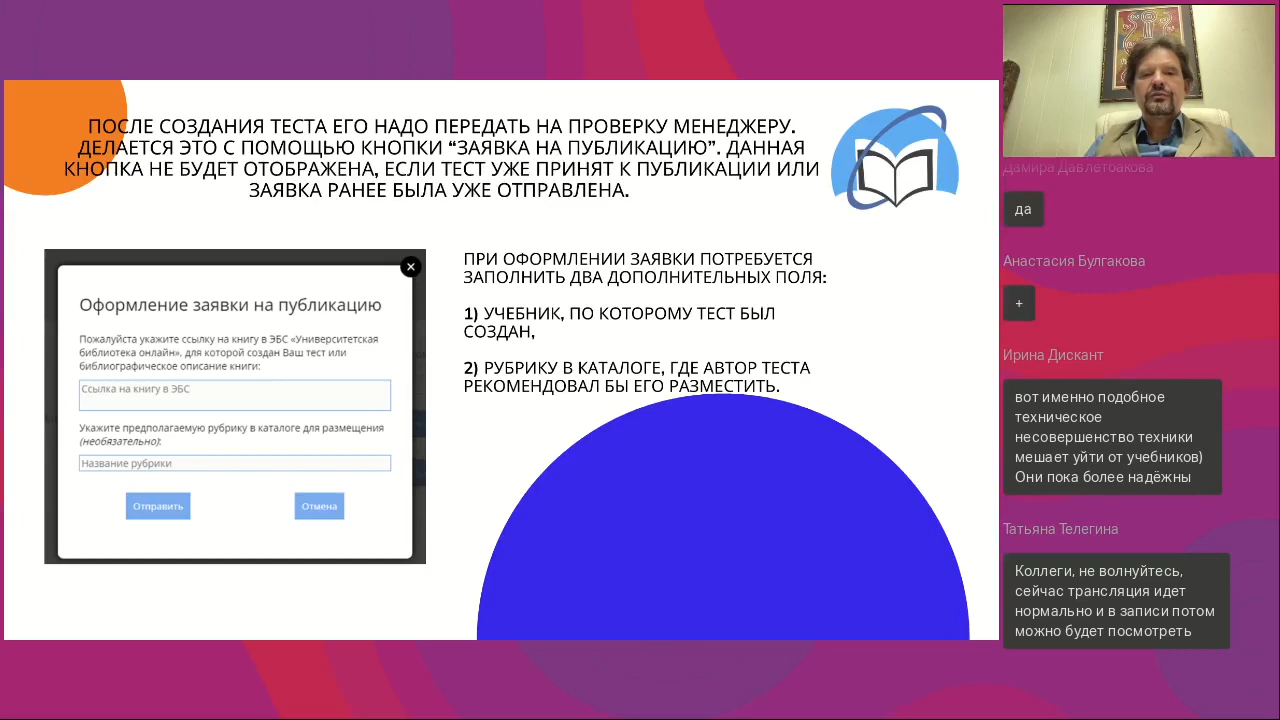 ПОСЛЕ СОЗДАНИЯ ТЕСТА ЕГО НАДО ПЕРЕДАТЬ НА ПРОВЕРКУ МЕНЕДЖЕРУ.
ДЕЛАЕТСЯ ЭТО С ПОМОЩЬЮ КНОПКИ “ЗАЯВКА НА ПУБЛИКАЦИЮ”. ДАННАЯ
КНОПКА НЕ БУДЕТ ОТОБРАЖЕНА, ЕСЛИ ТЕСТ УЖЕ ПРИНЯТ К ПУБЛИКАЦИИ ИЛИ
ЗАЯВКА РАНЕЕ БЫЛА УЖЕ ОТПРАВЛЕНА.
Оформление заявки на публикацию
Пожалуйста укажите ссылку на книгу в ЭБС «Университетская
библиотека онлайн», для которой создан Ваш тест или
библиографическое описание книги:
Ссылка на книгу в ЭБС
Укажите предполагаемую рубрику в каталоге для размещения
(необязательно):
Название рубрики
Отправить
Отмена
ПРИ ОФОРМЛЕНИИ ЗАЯВКИ ПОТРЕБУЕТСЯ
ЗАПОЛНИТЬ ДВА ДОПОЛНИТЕЛЬНЫХ ПОЛЯ:
1) УЧЕБНИК, ПО КОТОРОМУ ТЕСТ БЫЛ
СОЗДАН,
2) РУБРИКУ В КАТАЛОГЕ, ГДЕ АВТОР ТЕСТА
РЕКОМЕНДОВАЛ БЫ ЕГО РАЗМЕСТИТЬ.
Дамира Давлетбакова
да
Анастасия Булгакова
+
Ирина Дискант
вот именно подобное
техническое
несовершенство техники
мешает уйти от учебников)
Они пока более надёжны
Татьяна Телегина
Коллеги, не волнуйтесь,
сейчас трансляция идет
нормально и в записи потом
можно будет посмотреть